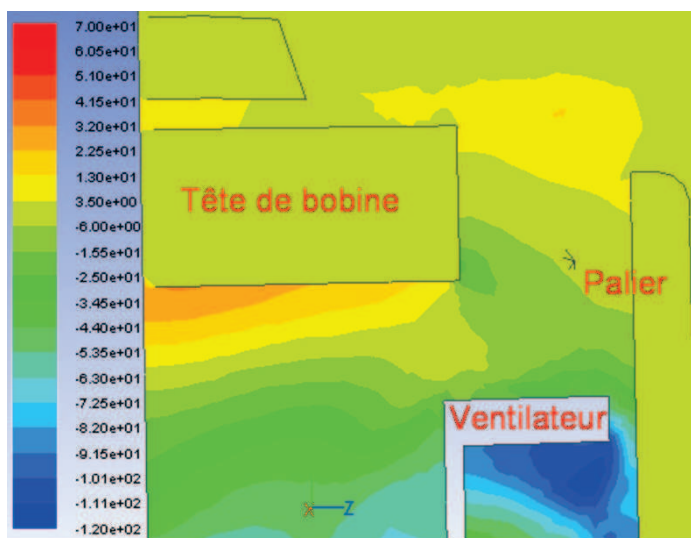 7.00e+01
6.05e+01
5.10e+01
4.15e+01
3.20e+01
2.25e+01
1.30e+01
3.50e+00
-6.00e+00
-1.55e+01
-2.50e+01
-3.45e+01
-4.40e+01
-5.35e+01
-6.30e+01
-7.25e+01
-8.20e+01
-9.15e+01
-1.01e+02
-1.11e+02
-1.20e+02
Tête de bobine
Palier
Ventilateur
X Z